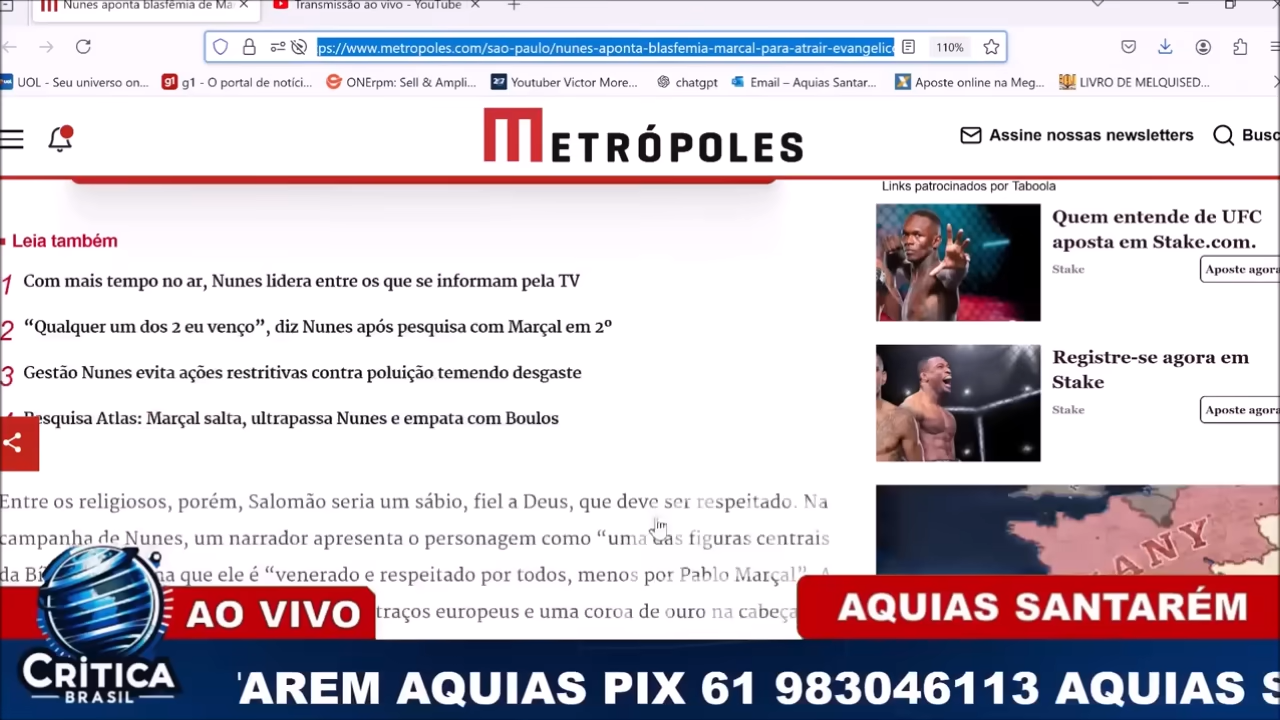 Nunes aponta blasfêmia de Ma
Transmissão ao vivo - YouTube
ps://www.metropoles.com/sao-paulo/nunes-aponta-blasfemia-marcal-para-atrair-evangelic
110%
UOL - Seu universo on...
g1 - O portal de notíci...
ONErpm: Sell & Ampli...
Youtuber Victor More...
chatgpt
Email – Aquias Santar...
Aposte online na Meg...
LIVRO DE MELQUISED...
METRÓPOLES
Assine nossas newsletters
Busc
Links patrocinados por Taboola
Leia também
1 Com mais tempo no ar, Nunes lidera entre os que se informam pela TV
2 “Qualquer um dos 2 eu venço”, diz Nunes após pesquisa com Marçal em 2º
3 Gestão Nunes evita ações restritivas contra poluição temendo desgaste
Pesquisa Atlas: Marçal salta, ultrapassa Nunes e empata com Boulos
Quem entende de UFC
aposta em Stake.com.
Stake
Aposte agora
Registre-se agora em
Stake
Stake
Aposte agora
Entre os religiosos, porém, Salomão seria um sábio, fiel a Deus, que deve ser respeitado. Na
campanha de Nunes, um narrador apresenta o personagem como “uma das figuras centrais
da que ele é “venerado e respeitado por todos, menos por Pablo Marçal”. A
traços europeus e uma coroa de ouro na cabeça
ANY
AO VIVO
AQUIAS SANTARÉM
CRÍTICA
BRASIL
AREM AQUIAS PIX 61 983046113 AQUIAS S